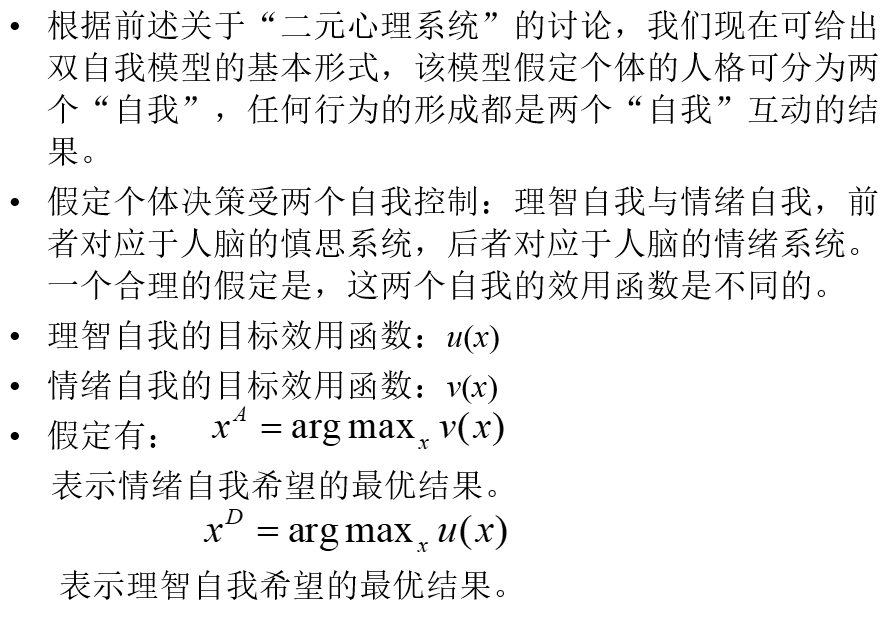 • 根据前述关于“二元心理系统”的讨论，我们现在可给出
双自我模型的基本形式，该模型假定个体的人格可分为两
个“自我”，任何行为的形成都是两个“自我”互动的结
果。
• 假定个体决策受两个自我控制：理智自我与情绪自我，前
者对应于人脑的慎思系统，后者对应于人脑的情绪系统。
一个合理的假定是，这两个自我的效用函数是不同的。
• 理智自我的目标效用函数：u(x)
• 情绪自我的目标效用函数：v(x)
• 假定有： x^A = arg max_x v(x)
表示情绪自我希望的最优结果。
x^D = arg max_x u(x)
表示理智自我希望的最优结果。